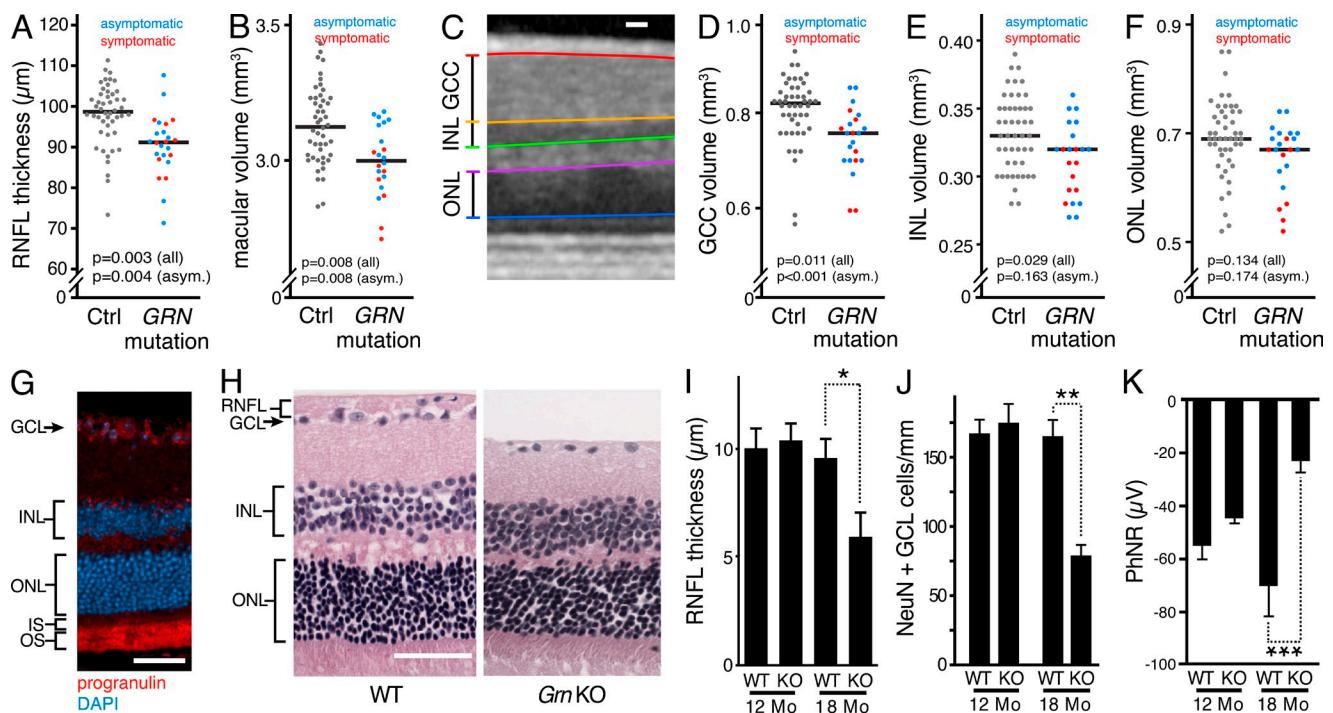 A
RNFL thickness (µm)
120
110
100
90
80
70
60
0
asymptomatic
symptomatic
p=0.003 (all)
p=0.004 (asym.)
Ctrl GRN
mutation
B
macular volume (mm³)
3.4
3.0
0
asymptomatic
symptomatic
p=0.008 (all)
p=0.008 (asym.)
Ctrl GRN
mutation
C
GCC
INL
ONL
D
GCC volume (mm³)
1.0
0.8
0.6
0
asymptomatic
symptomatic
p=0.011 (all)
p<0.001 (asym.)
Ctrl GRN
mutation
E
INL volume (mm³)
0.40
0.35
0.30
0.25
0
asymptomatic
symptomatic
p=0.029 (all)
p=0.163 (asym.)
Ctrl GRN
mutation
F
ONL volume (mm³)
0.9
0.7
0.5
0
asymptomatic
symptomatic
p=0.134 (all)
p=0.174 (asym.)
Ctrl GRN
mutation
G
GCL
INL
ONL
IS
OS
progranulin
DAPI
H
RNFL
GCL
INL
ONL
WT
Grn KO
I
RNFL thickness (µm)
10
5
0
*
WT KO WT KO
12 Mo 18 Mo
J
NeuN + GCL cells/mm
150
100
50
0
**
WT KO WT KO
12 Mo 18 Mo
K
PhNR (µV)
0
-20
-40
-60
-80
-100
***
WT KO WT KO
12 Mo 18 Mo